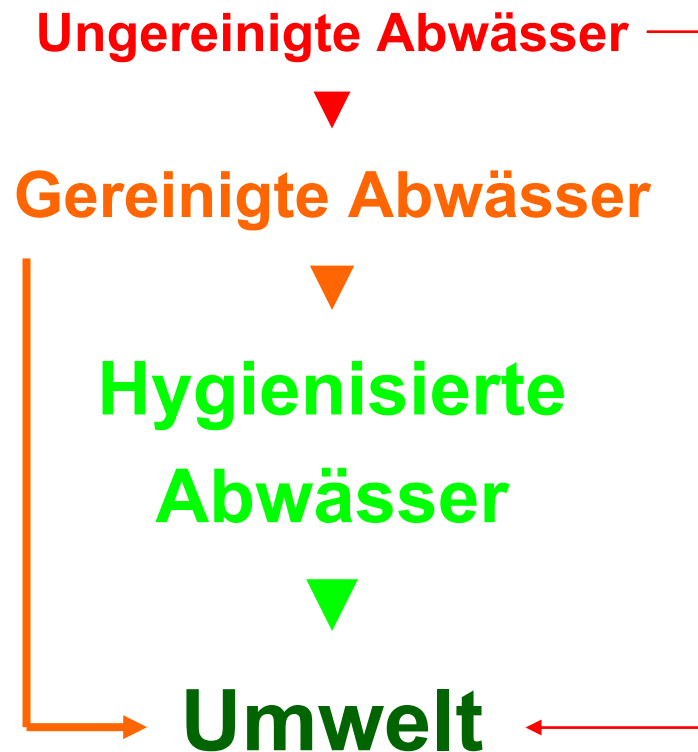 Ungereinigte Abwässer
Gereinigte Abwässer
Hygienisierte
Abwässer
Umwelt